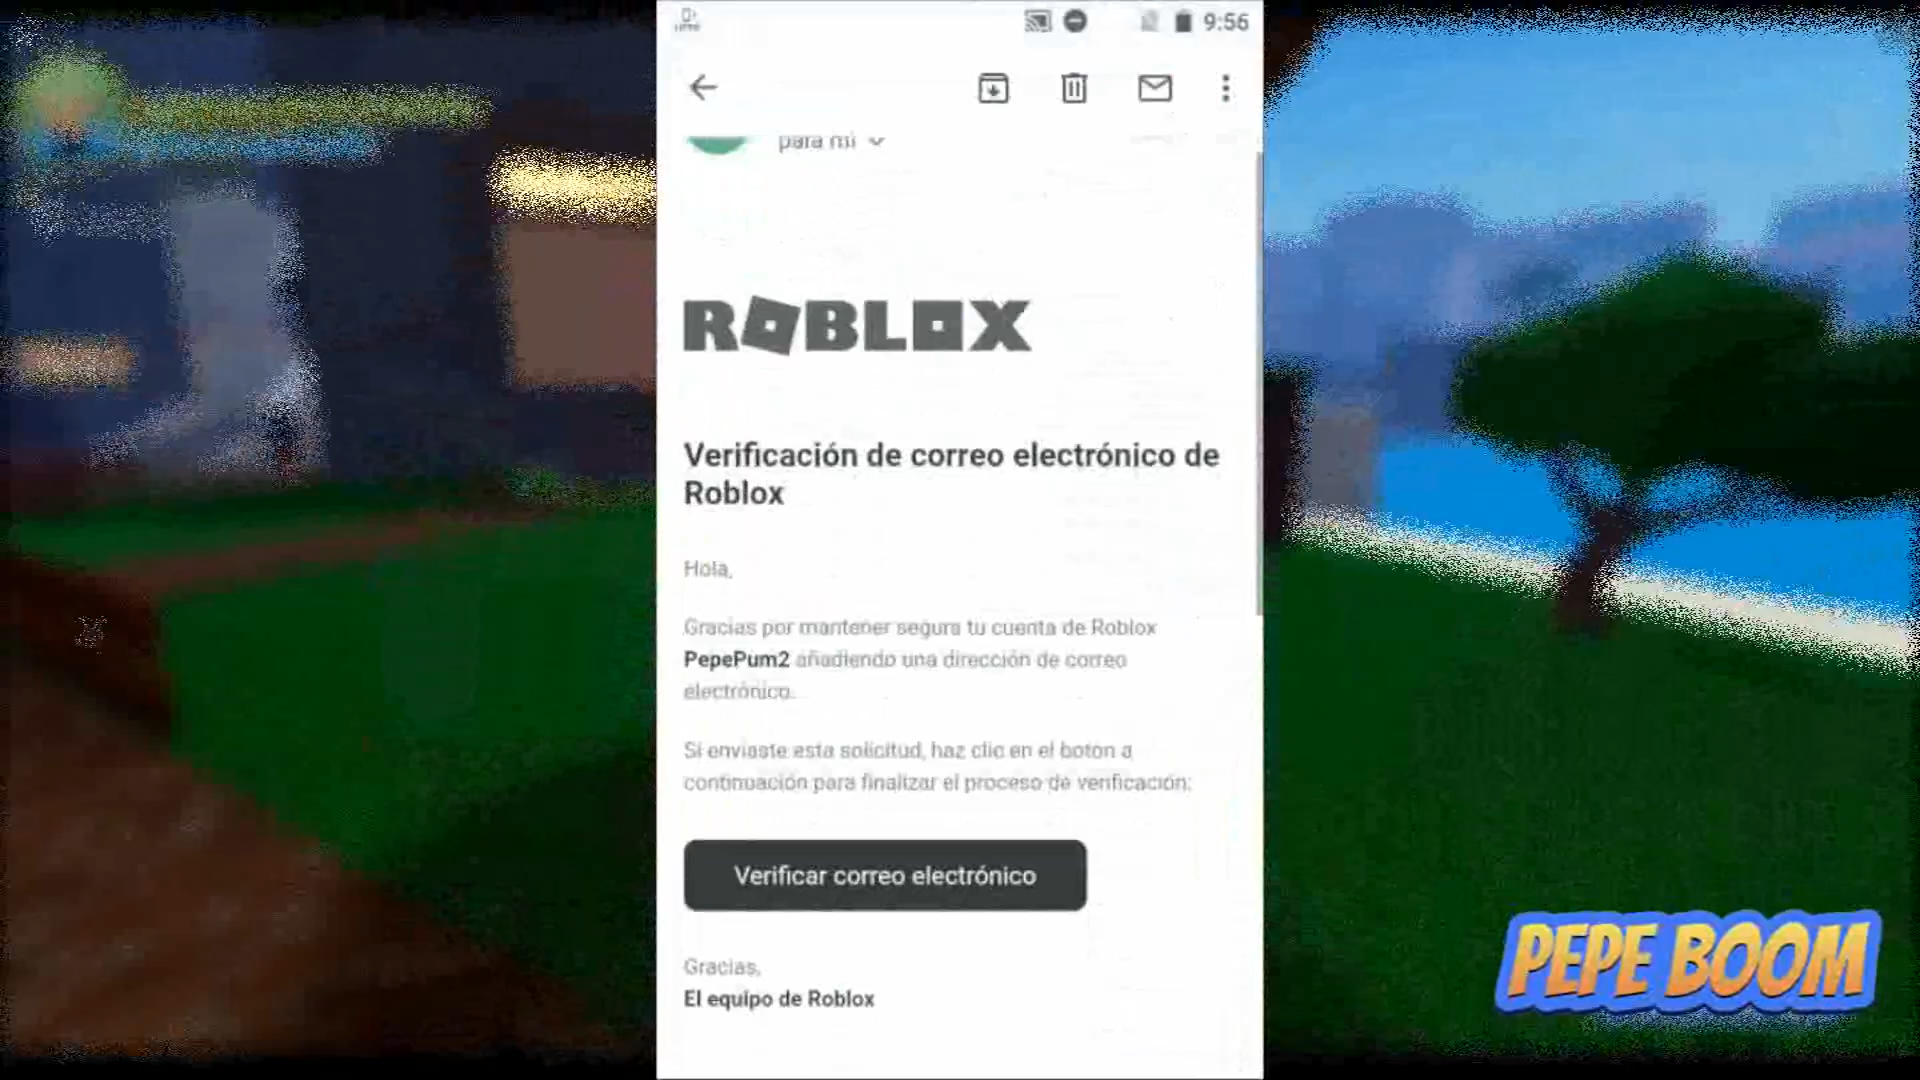 9:56
para mi
ROBLOX
Verificación de correo electrónico de
Roblox
Hola,
Gracias por mantener segura tu cuenta de Roblox
PepePum2 añadiendo una dirección de correo
electrónico.
Si enviaste esta solicitud, haz clic en el botón a
continuación para finalizar el proceso de verificación:
Verificar correo electrónico
Gracias,
El equipo de Roblox
PEPE BOOM